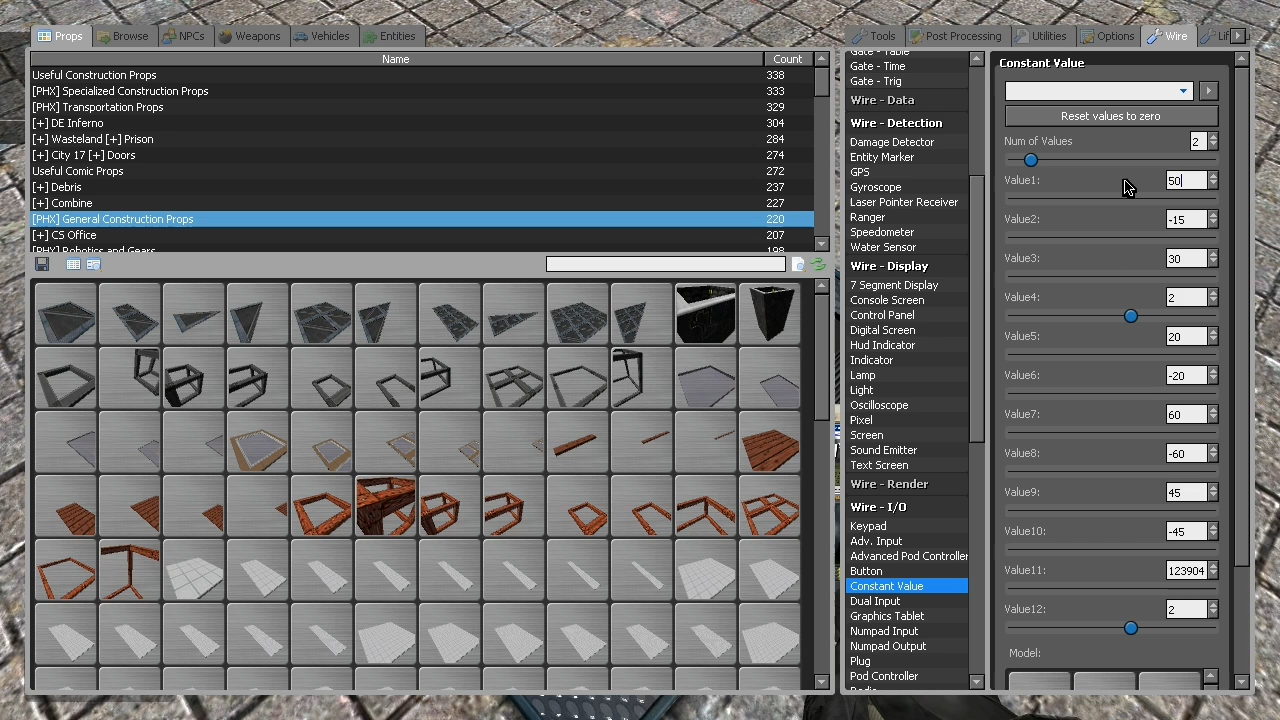 Props Browse NPCs Weapons Vehicles Entities
Name Count
Useful Construction Props 338
[PHX] Specialized Construction Props 333
[PHX] Transportation Props 329
[+] DE Inferno 304
[+] Wasteland [+] Prison 284
[+] City 17 [+] Doors 274
Useful Comic Props 272
[+] Debris 237
[+] Combine 227
[PHX] General Construction Props 220
[+] CS Office 207
[PHX] Robotics and Gears 198
Tools Post Processing Utilities Options Wire
Gate - Table
Gate - Time
Gate - Trig
Wire - Data
Wire - Detection
Damage Detector
Entity Marker
GPS
Gyroscope
Laser Pointer Receiver
Ranger
Speedometer
Water Sensor
Wire - Display
7 Segment Display
Console Screen
Control Panel
Digital Screen
Hud Indicator
Indicator
Lamp
Light
Oscilloscope
Pixel
Screen
Sound Emitter
Text Screen
Wire - Render
Wire - I/O
Keypad
Adv. Input
Advanced Pod Controller
Button
Constant Value
Dual Input
Graphics Tablet
Numpad Input
Numpad Output
Plug
Pod Controller
Radio
Constant Value
Reset values to zero
Num of Values 2
Value1: 50
Value2: -15
Value3: 30
Value4: 2
Value5: 20
Value6: -20
Value7: 60
Value8: -60
Value9: 45
Value10: -45
Value11: 123904
Value12: 2
Model: